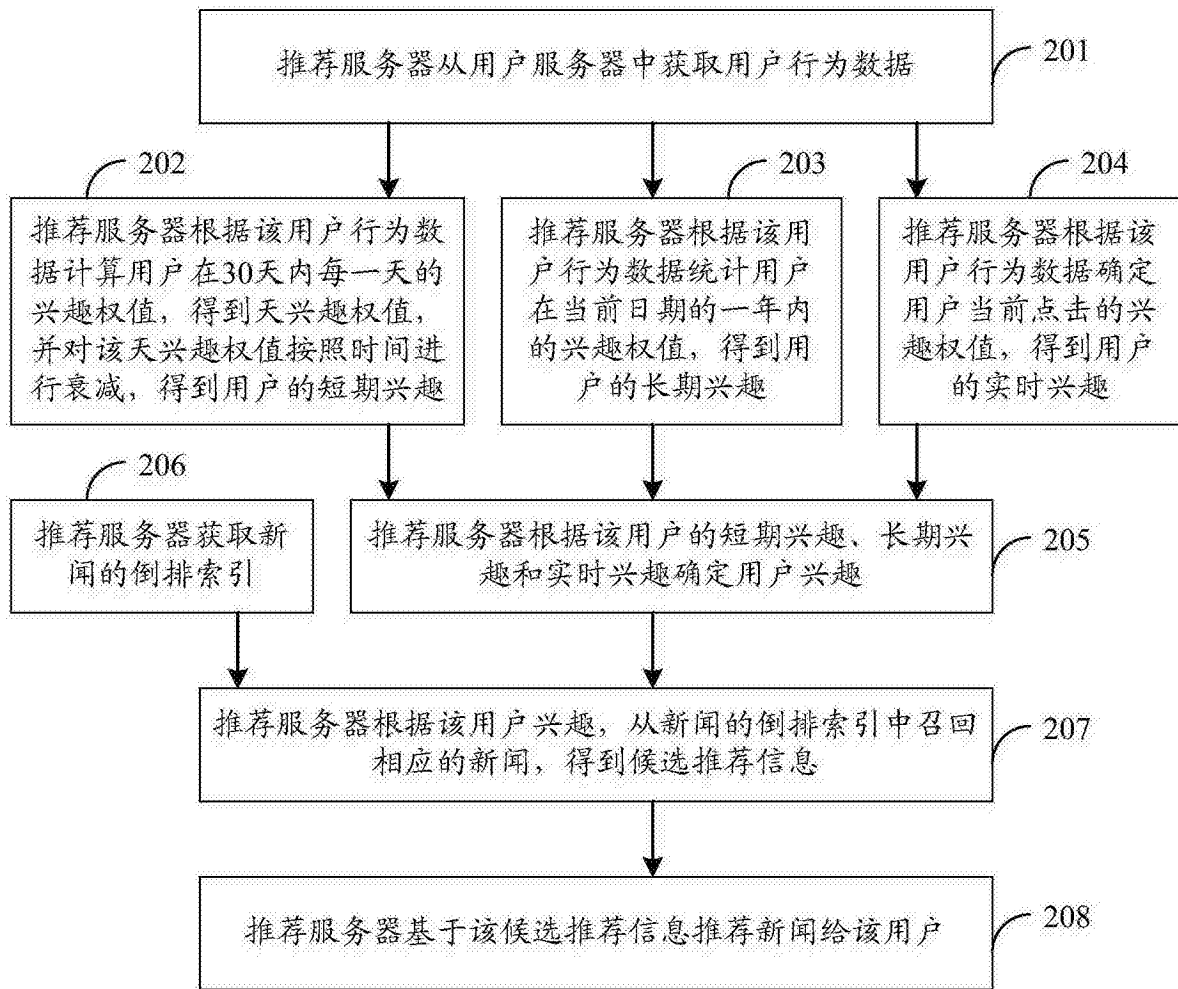 推荐服务器从用户服务器中获取用户行为数据
201
202
推荐服务器根据该用户行为数
据计算用户在30天内每一天的
兴趣权值，得到天兴趣权值，
并对该天兴趣权值按照时间进
行衰减，得到用户的短期兴趣
203
推荐服务器根据该用
户行为数据统计用户
在当前日期的一年内
的兴趣权值，得到用
户的长期兴趣
204
推荐服务器根据该
用户行为数据确定
用户当前点击的兴
趣权值，得到用户
的实时兴趣
206
推荐服务器获取新
闻的倒排索引
推荐服务器根据该用户的短期兴趣、长期兴
趣和实时兴趣确定用户兴趣
205
推荐服务器根据该用户兴趣，从新闻的倒排索引中召回
相应的新闻，得到候选推荐信息
207
推荐服务器基于该候选推荐信息推荐新闻给该用户
208